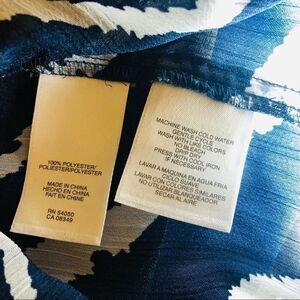 100% POLYESTER/
POLIESTER/POLYESTER
MADE IN CHINA
HECHO EN CHINA
FAIT EN CHINE
RN 54050
CA 08349
MACHINE WASH COLD WATER
GENTLE CYCLE
WASH WITH LIKE COLORS
NO BLEACH
DRIP DRY
PRESS WITH COOL IRON
IF NECESSARY
LAVAR A MAQUINA EN AGUA FRIA
CICLO SUAVE
LAVAR CON COLORES SIMILARES
NO UTILIZAR BLANQUEADOR
SECAR AL AIRE